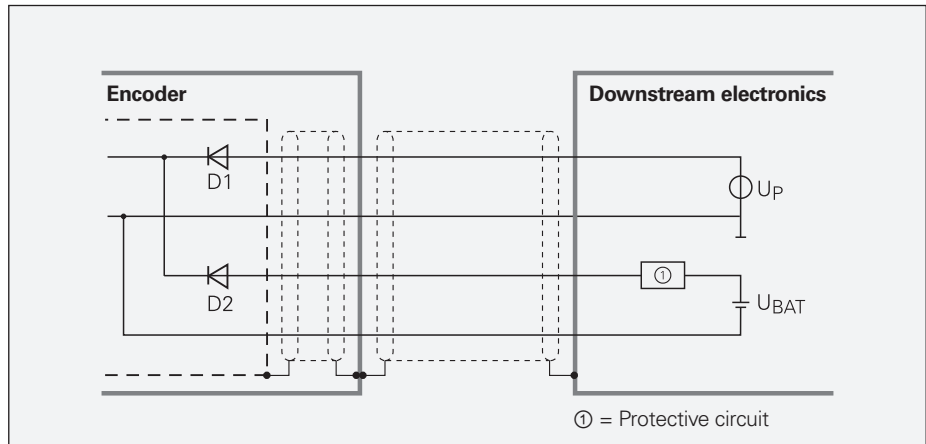 Encoder
Downstream electronics
D1
UP
①
D2
UBAT
① = Protective circuit